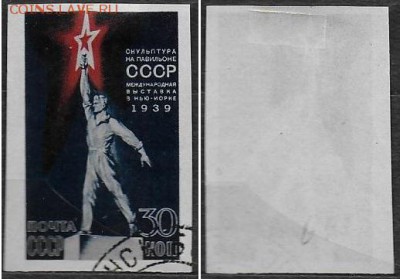 COINS.LAVE.RU
СКУЛЬПТУРА
НА ПАВИЛЬОНЕ
СССР
МЕЖДУНАРОДНАЯ
ВЫСТАВКА
В НЬЮ-ЙОРКЕ
1939
ПОЧТА
СССР
30
КОП